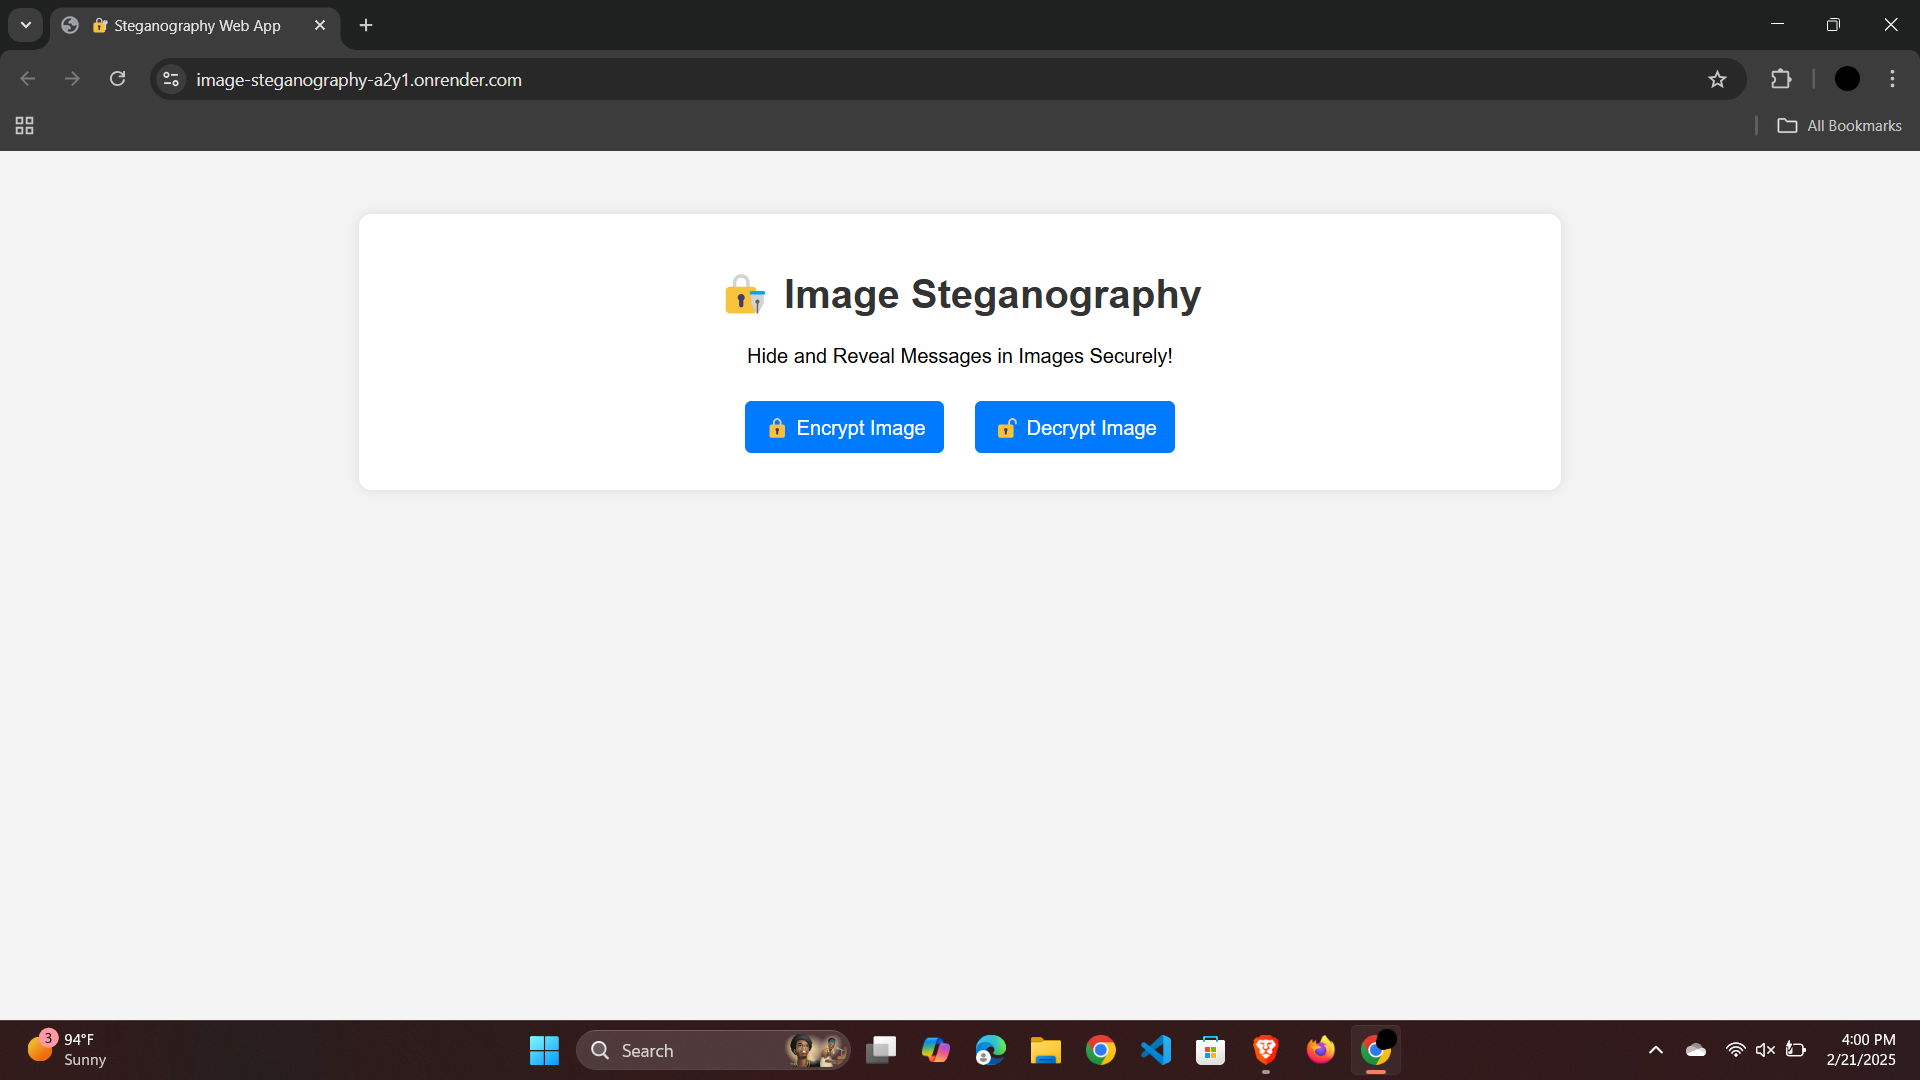 Steganography Web App
image-steganography-a2y1.onrender.com
All Bookmarks
Image Steganography
Hide and Reveal Messages in Images Securely!
Encrypt Image
Decrypt Image
3
94°F
Sunny
Search
4:00 PM
2/21/2025